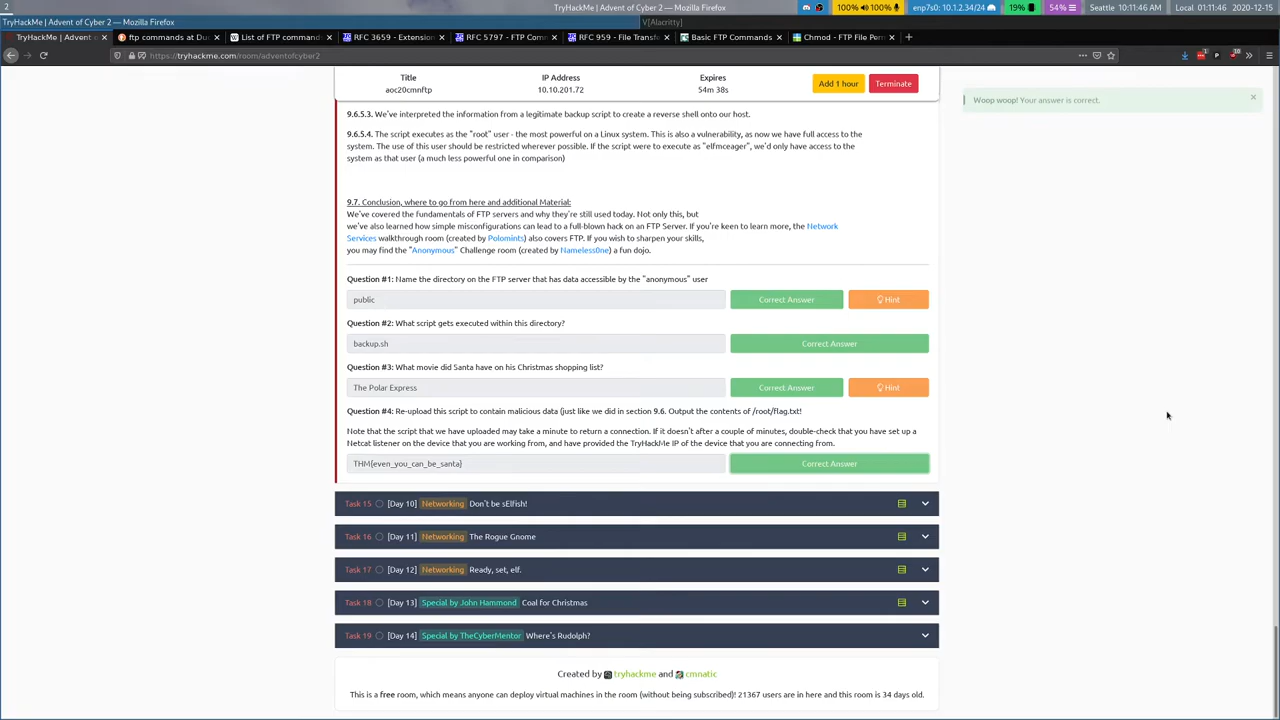 2
TryHackMe | Advent of Cyber 2 — Mozilla Firefox
100% 100%
enp7s0: 10.1.2.34/24
19%
54%
Seattle 10:11:46 AM
Local 01:11:46
2020-12-15
TryHackMe | Advent of Cyber 2 — Mozilla Firefox
V[Alacritty]
TryHackMe | Advent of
ftp commands at Du
List of FTP command
RFC 3659 - Extension
RFC 5797 - FTP Com
RFC 959 - File Transfe
Basic FTP Commands
Chmod - FTP File Per
https://tryhackme.com/room/adventofcyber2
Title
IP Address
Expires
aoc20cmnftp
10.10.201.72
54m 38s
Add 1 hour
Terminate
Woop woop! Your answer is correct.
9.6.5.3. We've interpreted the information from a legitimate backup script to create a reverse shell onto our host.
9.6.5.4. The script executes as the "root" user - the most powerful on a Linux system. This is also a vulnerability, as now we have full access to the
system. The use of this user should be restricted wherever possible. If the script were to execute as "elfmceager", we'd only have access to the
system as that user (a much less powerful one in comparison)
9.7. Conclusion, where to go from here and additional Material:
We've covered the fundamentals of FTP servers and why they're still used today. Not only this, but
we've also learned how simple misconfigurations can lead to a full-blown hack on an FTP Server. If you're keen to learn more, the Network
Services walkthrough room (created by Polomints) also covers FTP. If you wish to sharpen your skills,
you may find the "Anonymous" Challenge room (created by Nameless0ne) a fun dojo.
Question #1: Name the directory on the FTP server that has data accessible by the "anonymous" user
public
Correct Answer
Hint
Question #2: What script gets executed within this directory?
backup.sh
Correct Answer
Question #3: What movie did Santa have on his Christmas shopping list?
The Polar Express
Correct Answer
Hint
Question #4: Re-upload this script to contain malicious data (just like we did in section 9.6. Output the contents of /root/flag.txt!
Note that the script that we have uploaded may take a minute to return a connection. If it doesn't after a couple of minutes, double-check that you have set up a
Netcat listener on the device that you are working from, and have provided the TryHackMe IP of the device that you are connecting from.
THM{even_you_can_be_santa}
Correct Answer
Task 15 [Day 10] Networking Don't be sElfish!
Task 16 [Day 11] Networking The Rogue Gnome
Task 17 [Day 12] Networking Ready, set, elf.
Task 18 [Day 13] Special by John Hammond Coal for Christmas
Task 19 [Day 14] Special by TheCyberMentor Where's Rudolph?
Created by tryhackme and cmnatic
This is a free room, which means anyone can deploy virtual machines in the room (without being subscribed)! 21367 users are in here and this room is 34 days old.